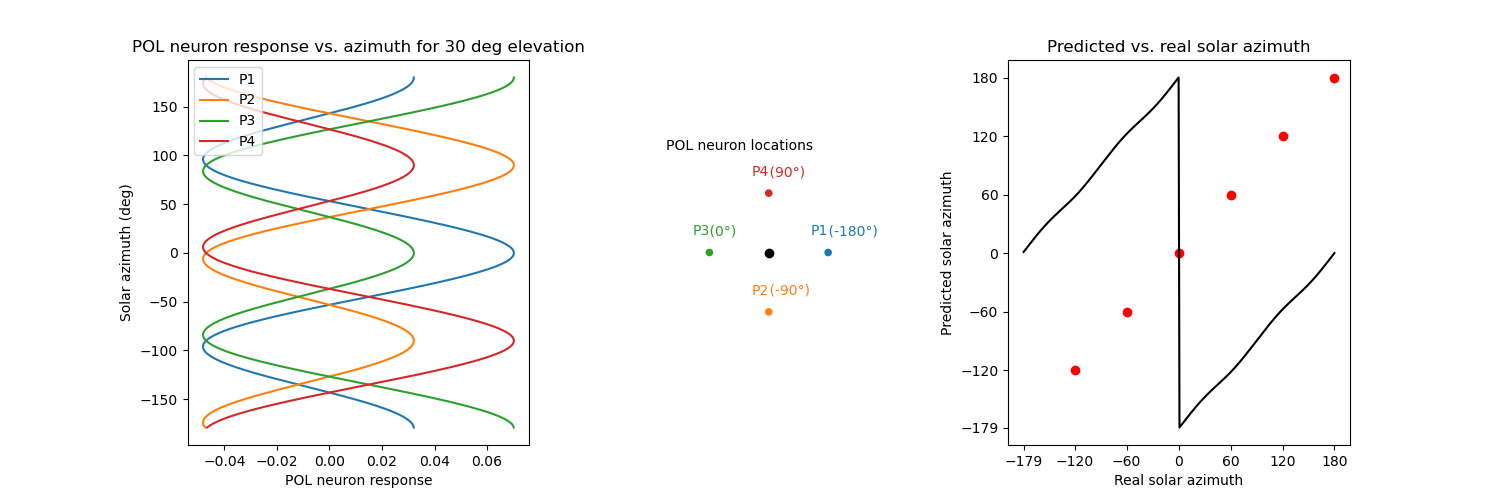 POL neuron response vs. azimuth for 30 deg elevation
P1
P2
P3
P4
150
100
50
0
−50
−100
−150
Solar azimuth (deg)
−0.04 −0.02 0.00 0.02 0.04 0.06
POL neuron response
POL neuron locations
P4(90°)
P3(0°) P1(-180°)
P2(-90°)
Predicted vs. real solar azimuth
180
120
60
0
−60
−120
−179
Predicted solar azimuth
−179 −120 −60 0 60 120 180
Real solar azimuth